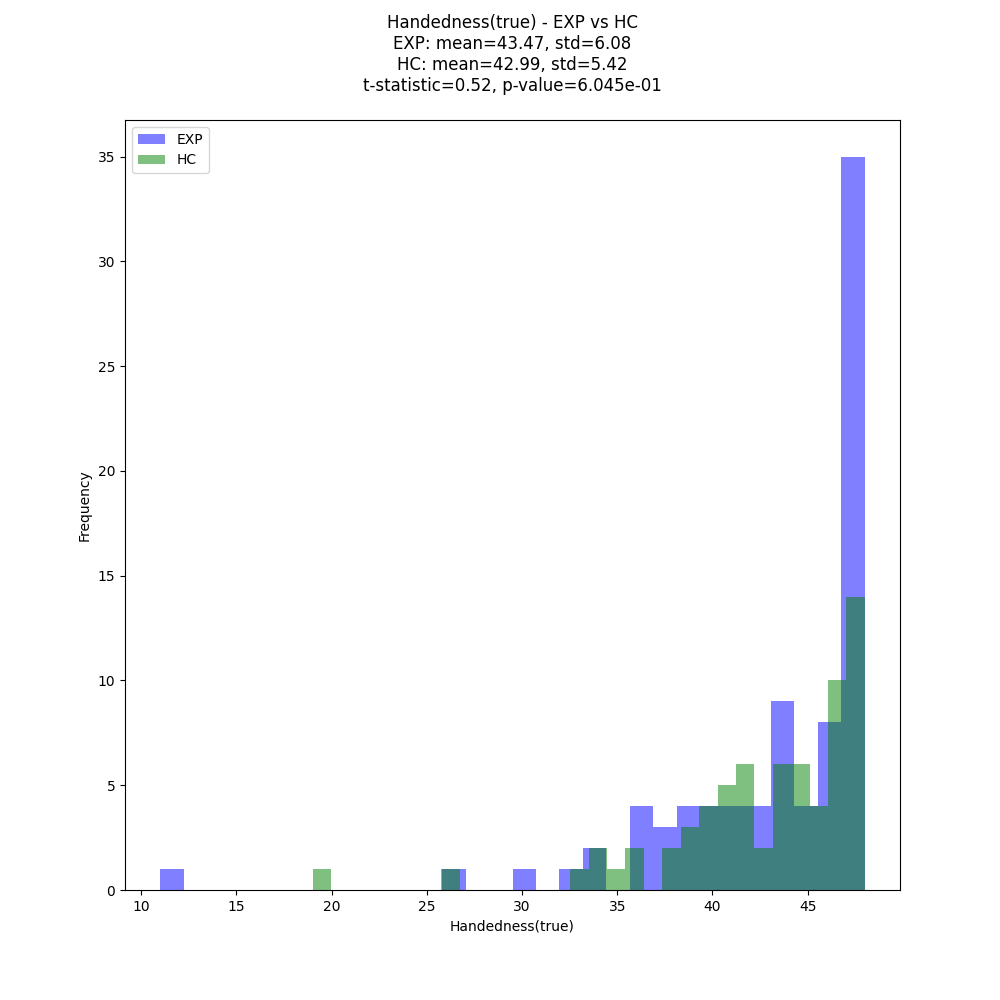 Handedness(true) - EXP vs HC
EXP: mean=43.47, std=6.08
HC: mean=42.99, std=5.42
t-statistic=0.52, p-value=6.045e-01
EXP
HC
35
30
25
20
15
10
5
0
Frequency
10 15 20 25 30 35 40 45
Handedness(true)